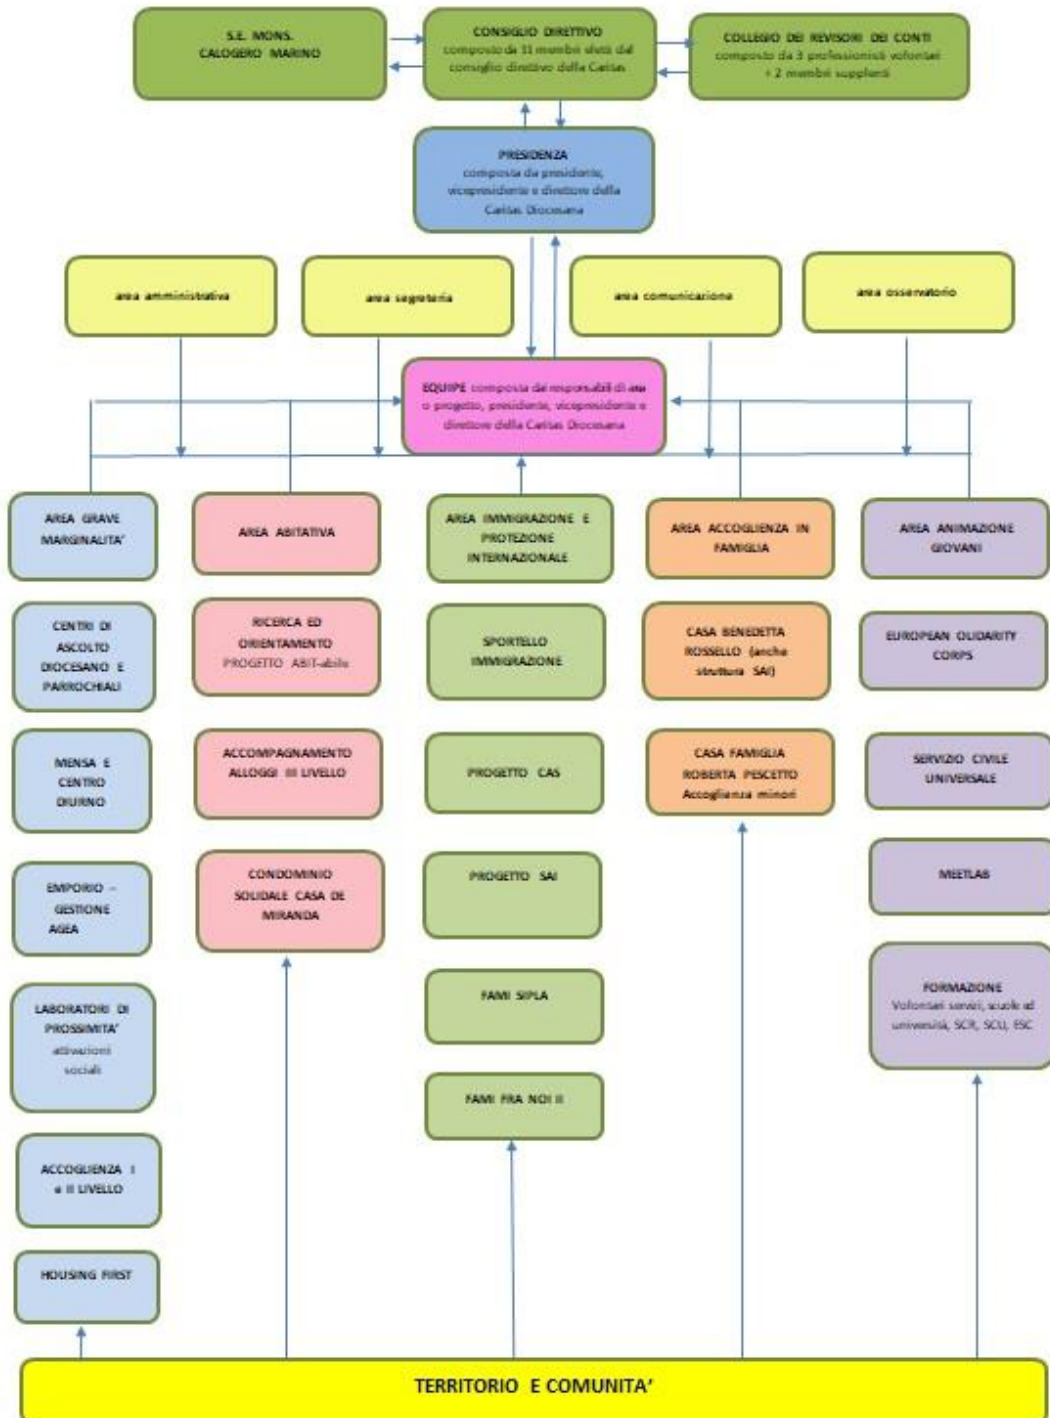 S.E. MONS.
CALOGERO MARINO
CONSIGLIO DIRETTIVO
composto da 11 membri eletti dal
consiglio direttivo della Caritas
COLLEGIO DEI REVISORI DEI CONTI
composto da 3 professionisti volontari
+ 2 membri supplenti
PRESIDENZA
composta da presidente,
vicepresidente e direttore della
Caritas Diocesana
area amministrativa
area segreteria
area comunicazione
area osservatorio
EQUIPE composta dai responsabili di area
o progetto, presidente, vicepresidente e
direttore della Caritas Diocesana
AREA GRAVE
MARGINALITA'
CENTRI DI
ASCOLTO
DIOCESANO E
PARROCHIALI
MENSA E
CENTRO
DIURNO
EMPORIO –
GESTIONE
AGEA
LABORATORI DI
PROSSIMITA'
attivazioni
sociali
ACCOGLIENZA I
e II LIVELLO
HOUSING FIRST
AREA ABITATIVA
RICERCA ED
ORIENTAMENTO
PROGETTO ABIT-abile
ACCOMPAGNAMENTO
ALLOGGI III LIVELLO
CONDOMINIO
SOLIDALE CASA DE
MIRANDA
AREA IMMIGRAZIONE E
PROTEZIONE
INTERNAZIONALE
SPORTELLO
IMMIGRAZIONE
PROGETTO CAS
PROGETTO SAI
FAMI SIPLA
FAMI FRA NOI II
AREA ACCOGLIENZA IN
FAMIGLIA
CASA BENEDETTA
ROSSELLO (anche
struttura SAI)
CASA FAMIGLIA
ROBERTA PESCETTO
Accoglienza minori
AREA ANIMAZIONE
GIOVANI
EUROPEAN OLIDARITY
CORPS
SERVIZIO CIVILE
UNIVERSALE
MEETLAB
FORMAZIONE
Volontari servizi, scuole ed
università, SCR, SCU, ESC
TERRITORIO E COMUNITA'